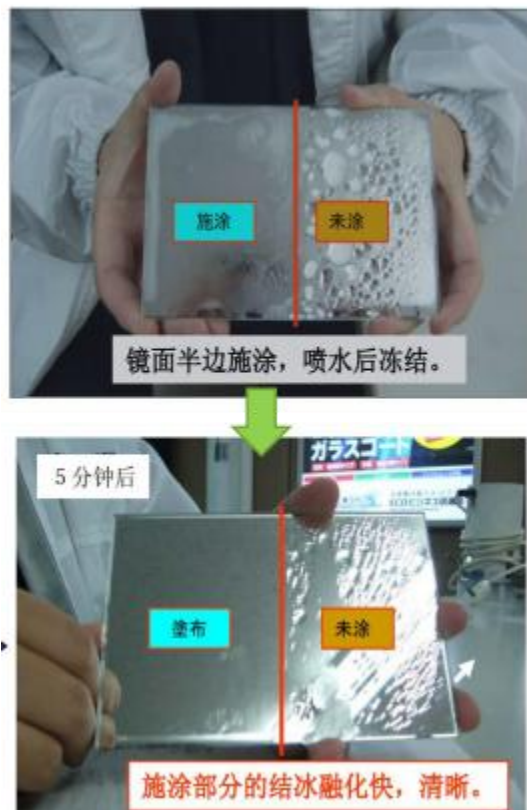 施涂
未涂
镜面半边施涂，喷水后冻结。
5 分钟后
ガラスコート
塗布
未涂
施涂部分的结冰融化快，清晰。